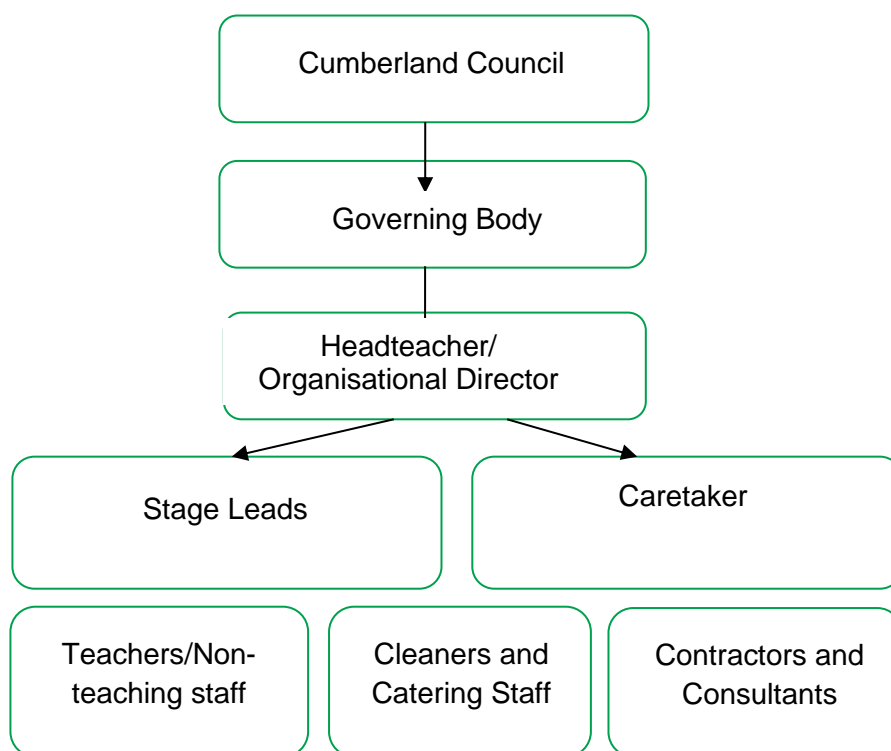 Cumberland Council
Governing Body
Headteacher/
Organisational Director
Stage Leads
Caretaker
Teachers/Non-
teaching staff
Cleaners and
Catering Staff
Contractors and
Consultants